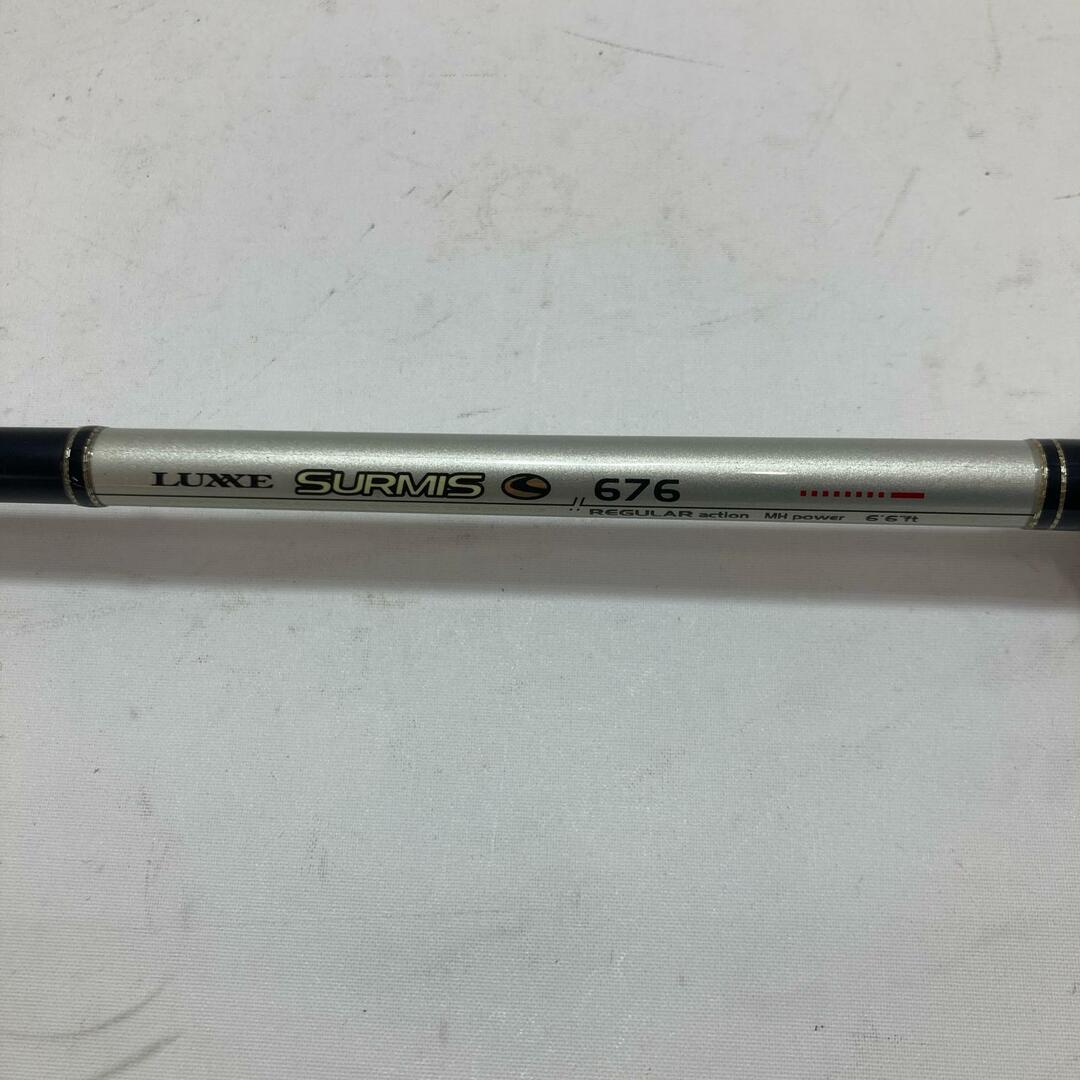 LUXXE SURMIS 676
REGULAR action MH power 6'6"ft